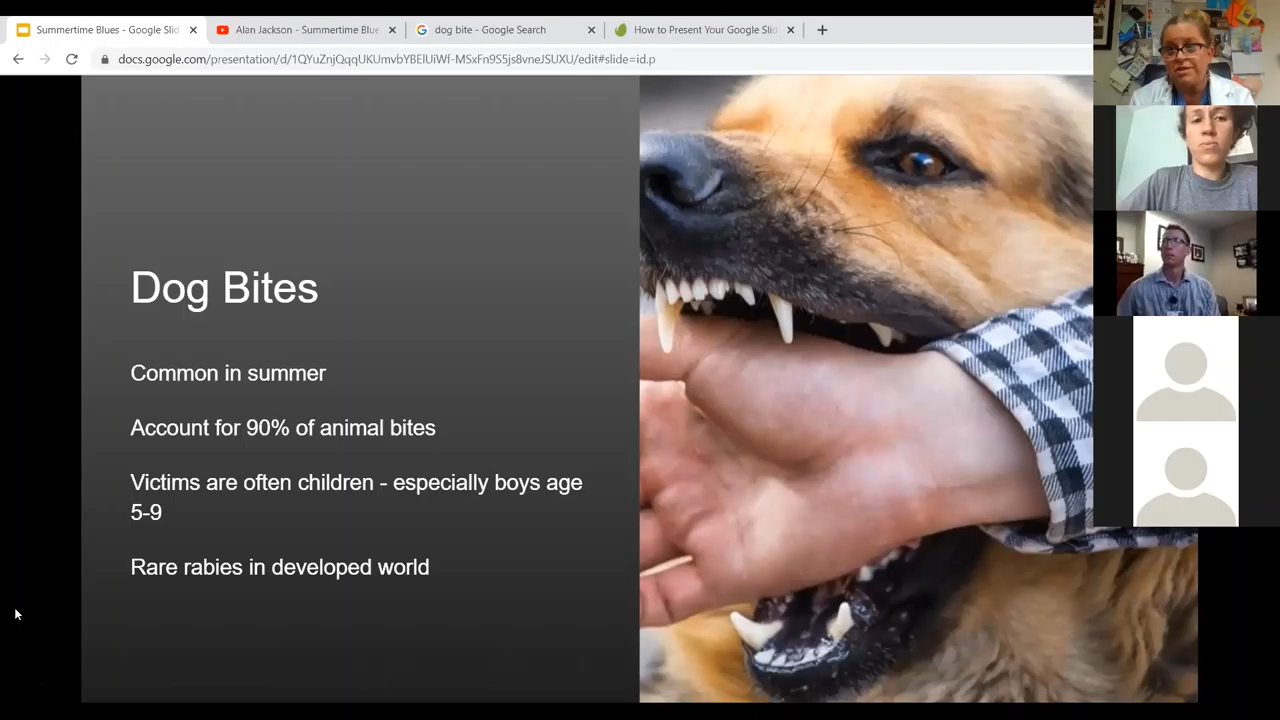 Summertime Blues - Google Slid
Alan Jackson - Summertime Blue
dog bite - Google Search
How to Present Your Google Slid
docs.google.com/presentation/d/1QYuZnjQqqUKUmvbYBElUiWf-MSxFn9S5js8vneJSUXU/edit#slide=id.p
Dog Bites
Common in summer
Account for 90% of animal bites
Victims are often children - especially boys age
5-9
Rare rabies in developed world